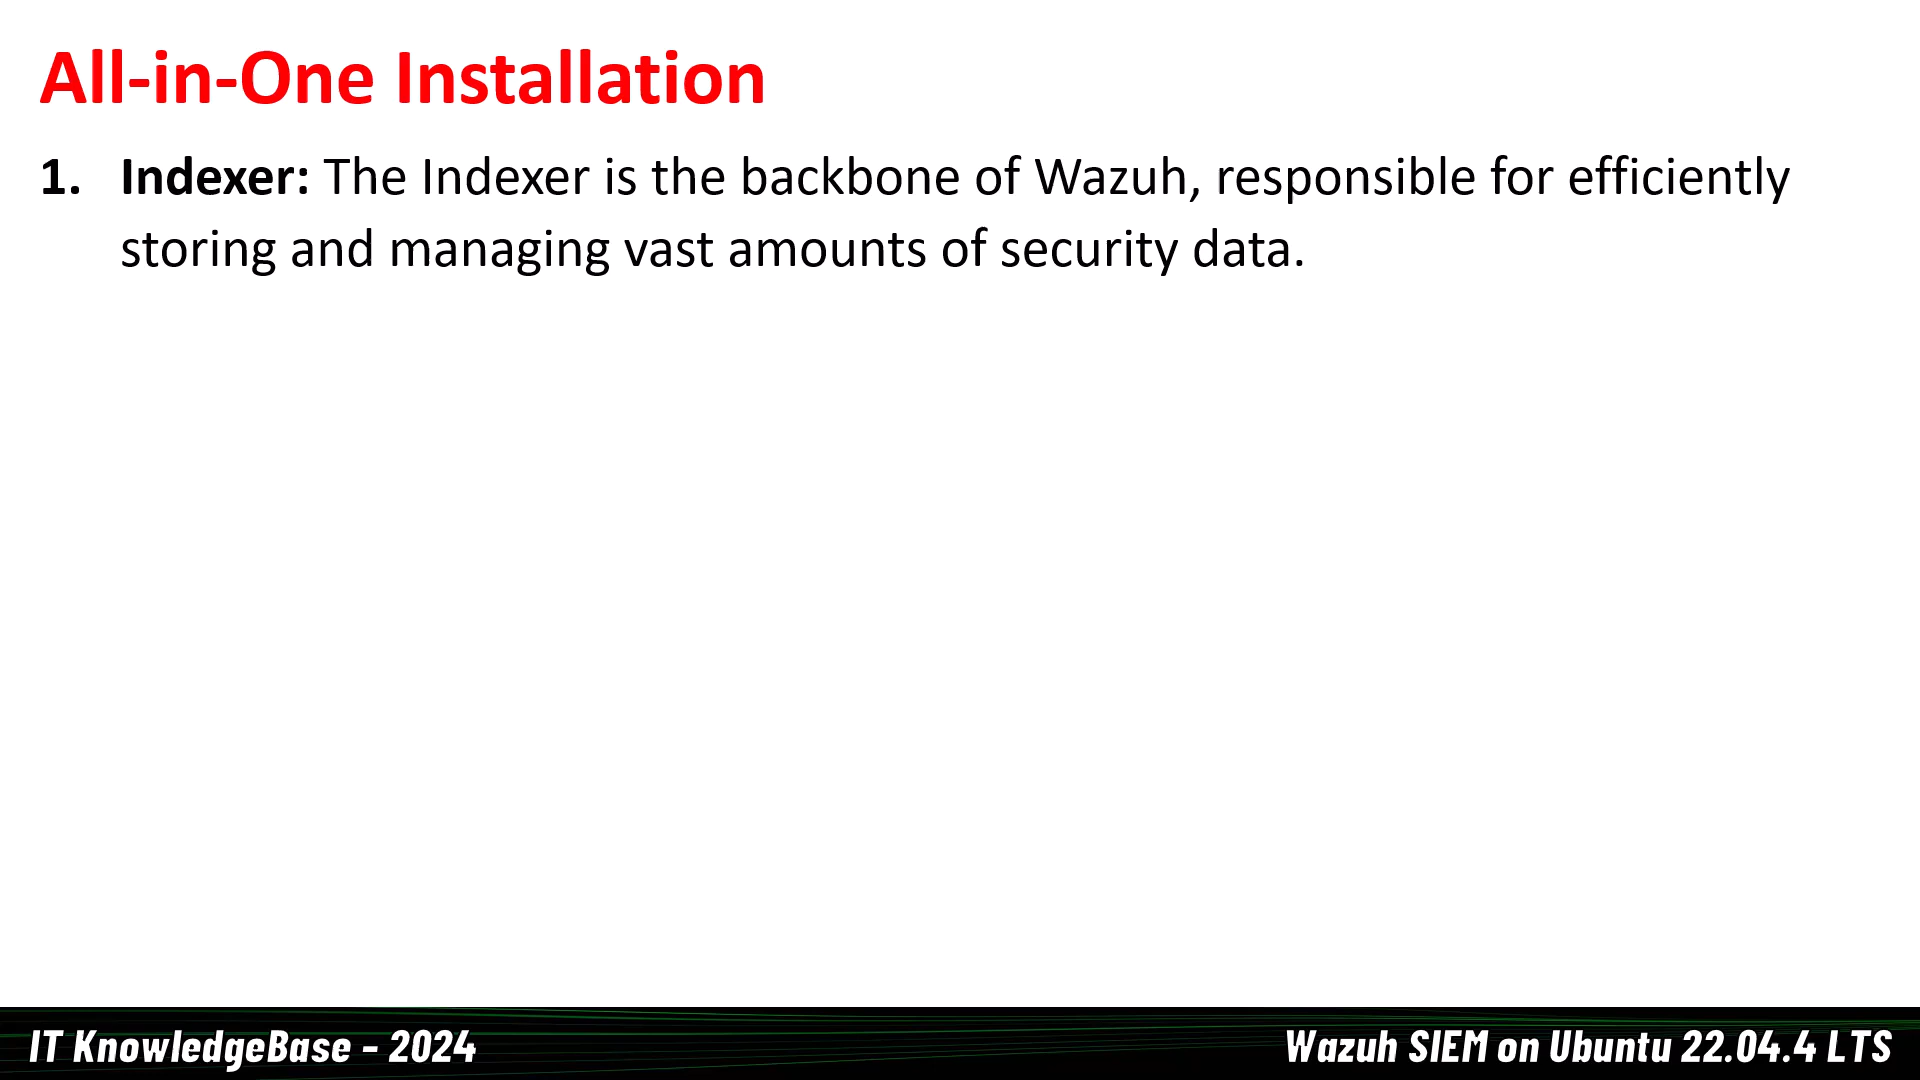 All-in-One Installation
1. Indexer: The Indexer is the backbone of Wazuh, responsible for efficiently
storing and managing vast amounts of security data.
IT KnowledgeBase - 2024
Wazuh SIEM on Ubuntu 22.04.4 LTS